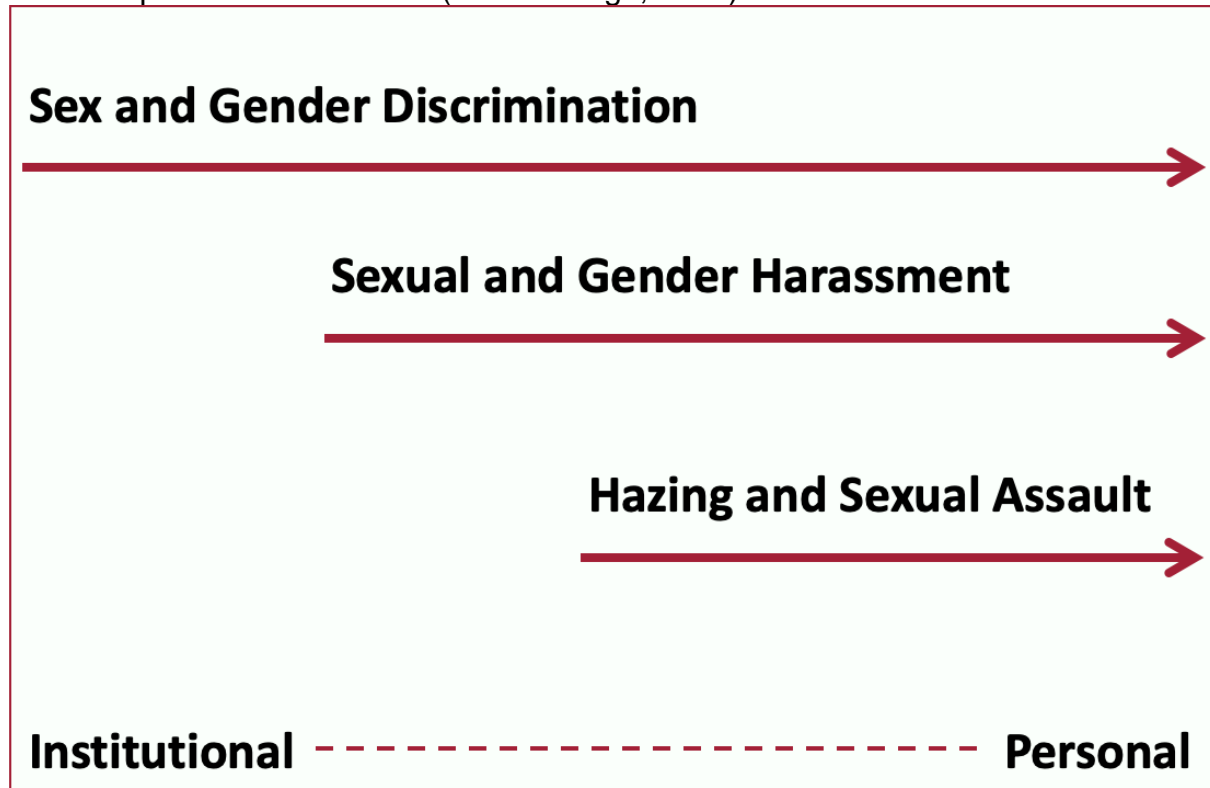 Sex and Gender Discrimination
Sexual and Gender Harassment
Hazing and Sexual Assault
Institutional Personal